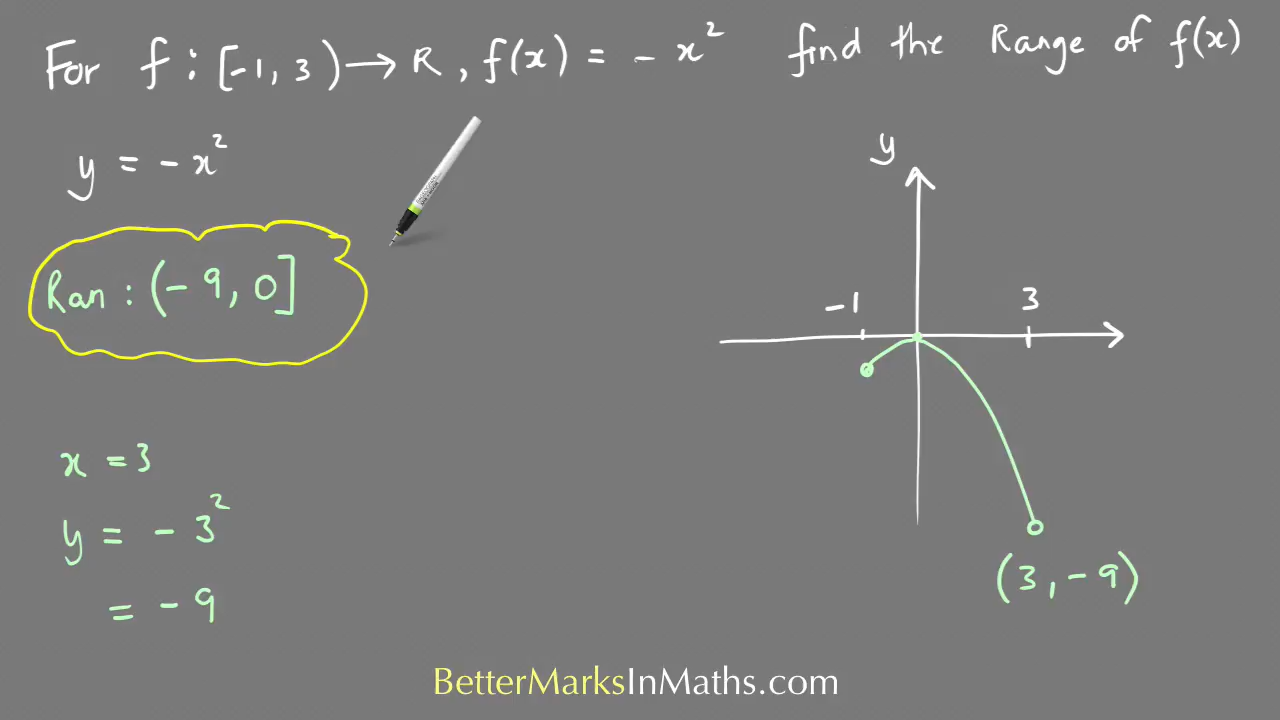 For f : [-1, 3) → R, f(x) = - x² find the Range of f(x)
y = - x²
Ran : (- 9, 0]
x = 3
y = - 3²
= - 9
y
-1
3
(3, -9)
BetterMarksInMaths.com